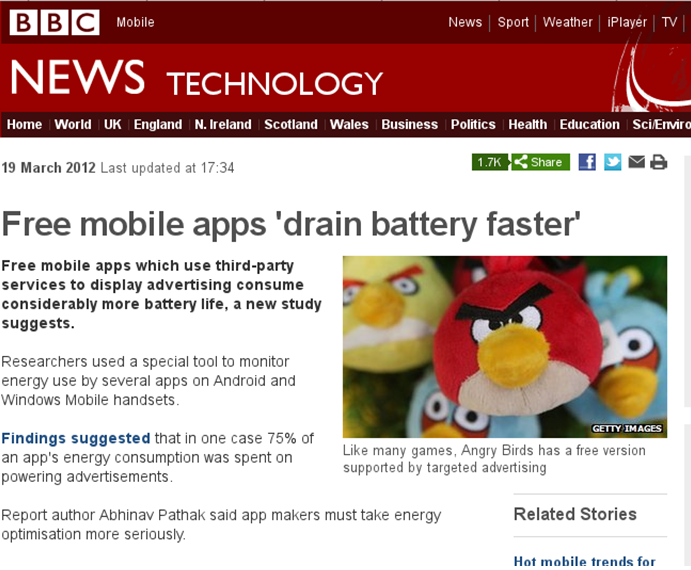 BBC Mobile News Sport Weather iPlayer TV
NEWS TECHNOLOGY
Home World UK England N. Ireland Scotland Wales Business Politics Health Education Sci/Enviro
19 March 2012 Last updated at 17:34
1.7K Share
Free mobile apps 'drain battery faster'
Free mobile apps which use third-party
services to display advertising consume
considerably more battery life, a new study
suggests.
Researchers used a special tool to monitor
energy use by several apps on Android and
Windows Mobile handsets.
Findings suggested that in one case 75% of
an app's energy consumption was spent on
powering advertisements.
Report author Abhinav Pathak said app makers must take energy
optimisation more seriously.
GETTY IMAGES
Like many games, Angry Birds has a free version
supported by targeted advertising
Related Stories
Hot mobile trends for